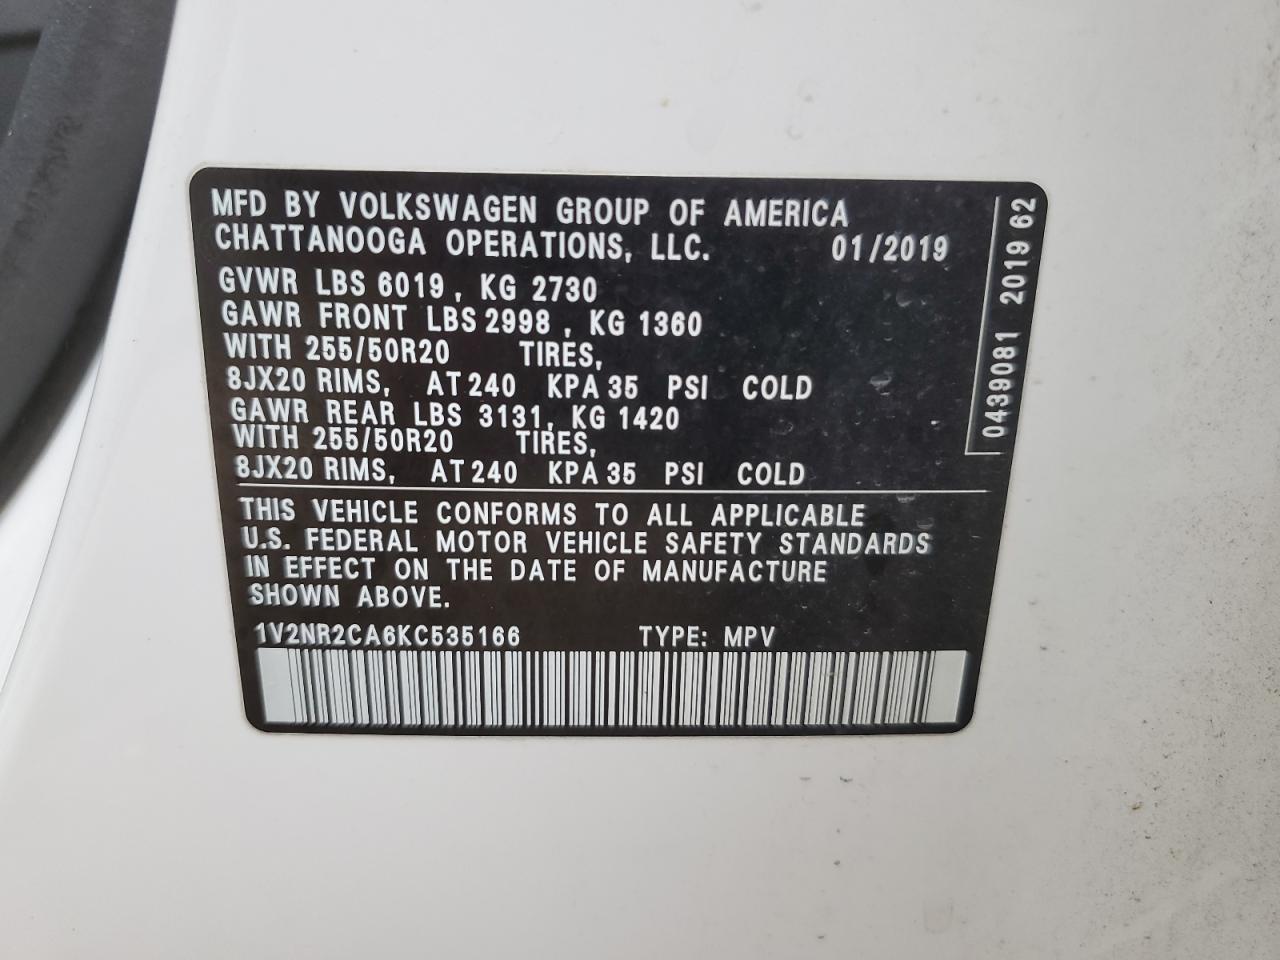 MFD BY VOLKSWAGEN GROUP OF AMERICA
CHATTANOOGA OPERATIONS, LLC. 01/2019
GVWR LBS 6019, KG 2730
GAWR FRONT LBS 2998, KG 1360
WITH 255/50R20 TIRES,
8JX20 RIMS, AT 240 KPA 35 PSI COLD
GAWR REAR LBS 3131, KG 1420
WITH 255/50R20 TIRES,
8JX20 RIMS, AT 240 KPA 35 PSI COLD
THIS VEHICLE CONFORMS TO ALL APPLICABLE
U.S. FEDERAL MOTOR VEHICLE SAFETY STANDARDS
IN EFFECT ON THE DATE OF MANUFACTURE
SHOWN ABOVE.
1V2NR2CA6KC535166 TYPE: MPV
0439081 2019 62